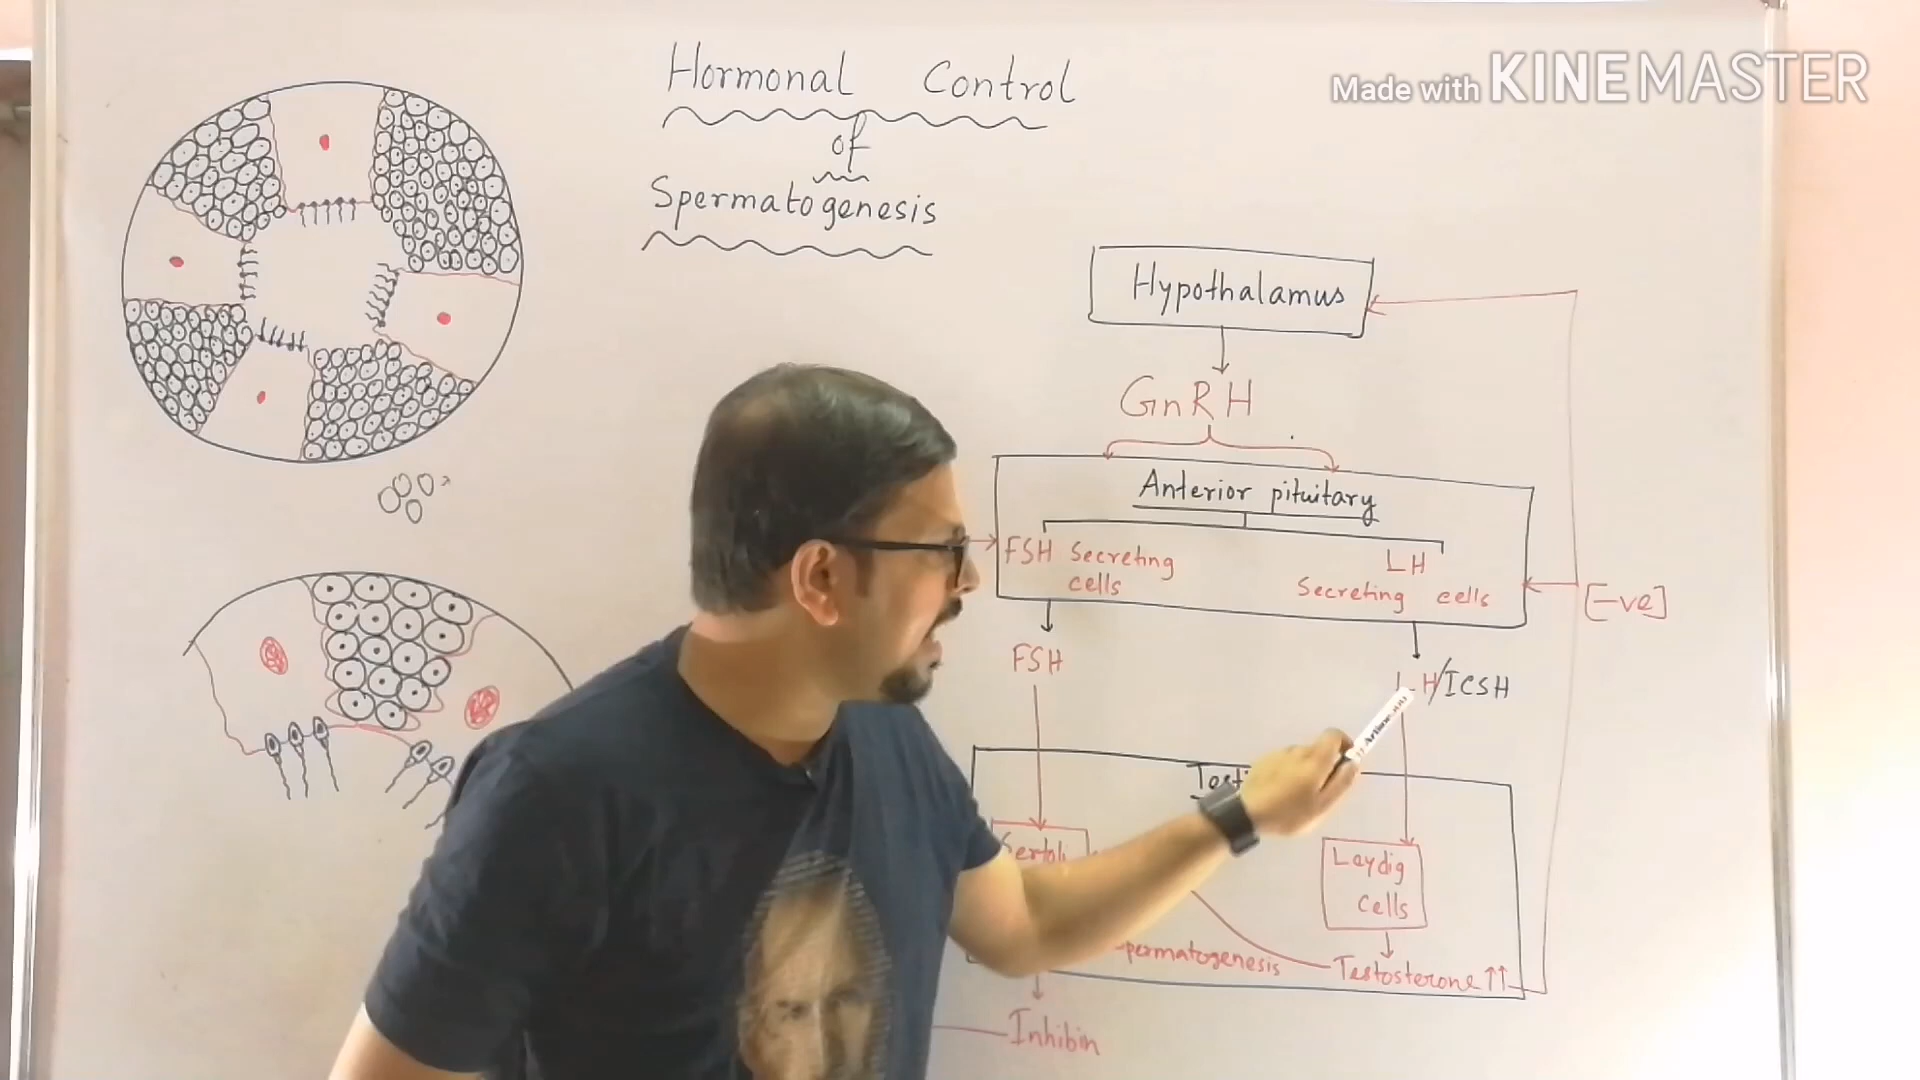 Made with KINEMASTER
Hormonal Control
of
Spermatogenesis
Hypothalamus
GnRH
Anterior pituitary
FSH Secreting
cells
LH
Secreting cells
[-ve]
FSH
LH/ICSH
Leydig
Cells
permatogenesis
Testosterone ↑↑
Inhibin